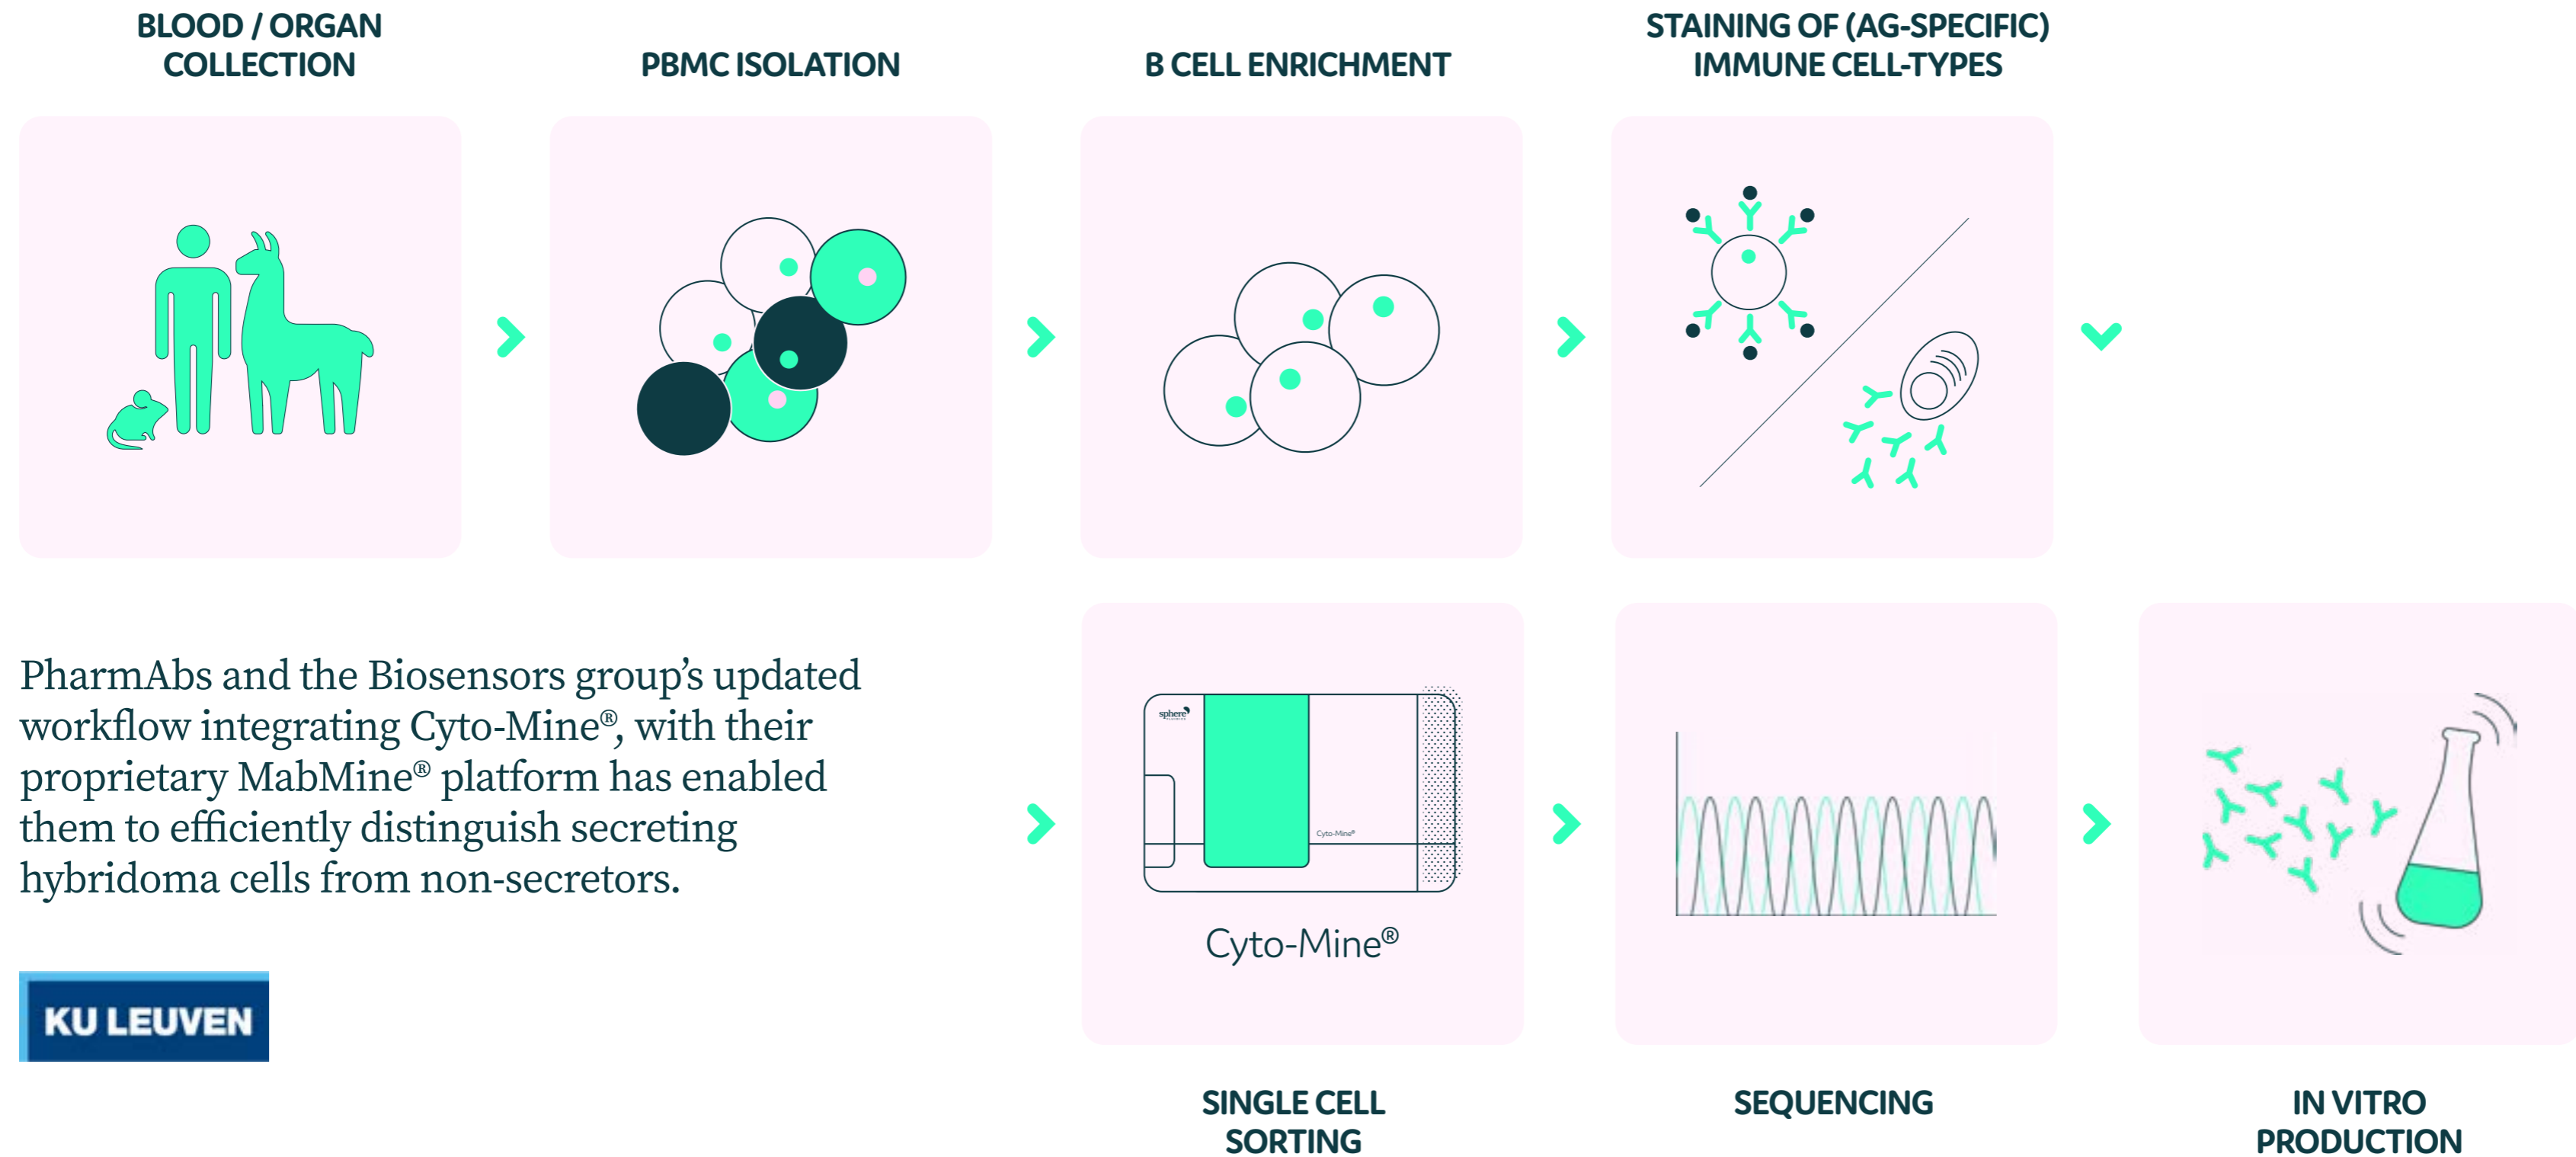 BLOOD / ORGAN
COLLECTION
PBMC ISOLATION
B CELL ENRICHMENT
STAINING OF (AG-SPECIFIC)
IMMUNE CELL-TYPES
PharmAbs and the Biosensors group’s updated
workflow integrating Cyto-Mine®, with their
proprietary MabMine® platform has enabled
them to efficiently distinguish secreting
hybridoma cells from non-secretors.
KU LEUVEN
sphere
Cyto-Mine®
Cyto-Mine®
SINGLE CELL
SORTING
SEQUENCING
IN VITRO
PRODUCTION